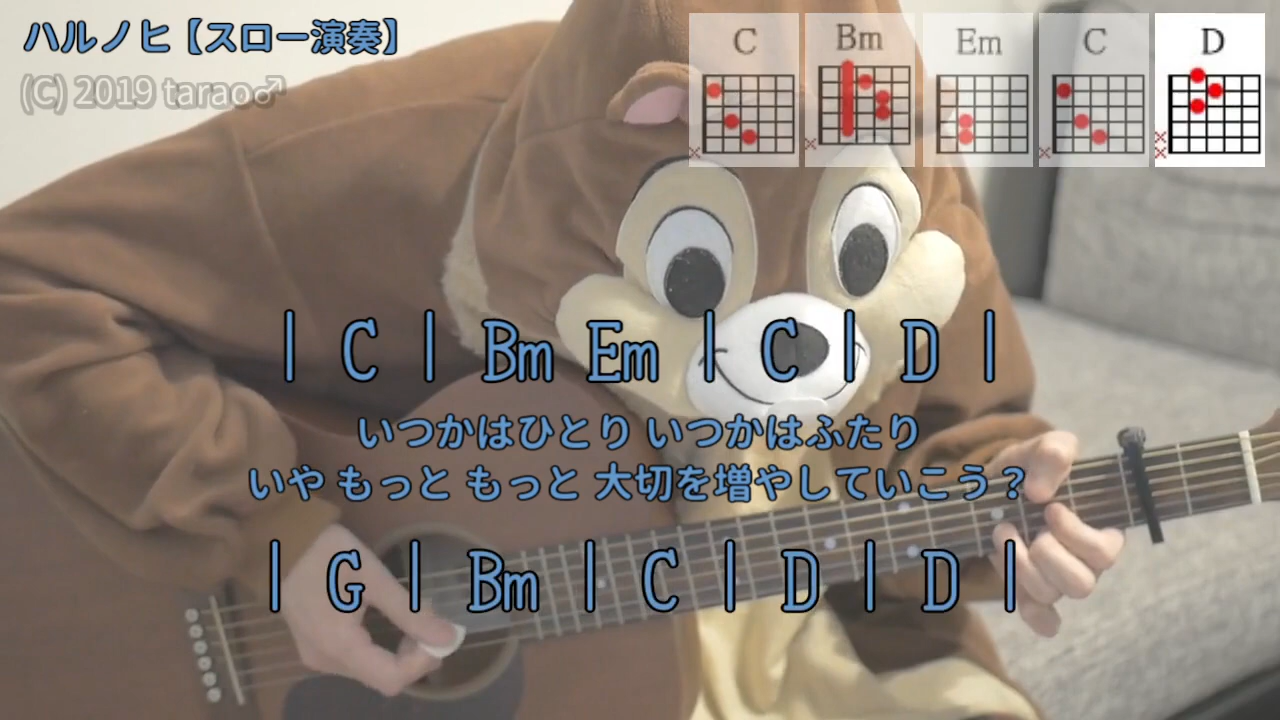 ハルノヒ【スロー演奏】
(C) 2019 tarao♂
C Bm Em C D
| C | Bm Em | C | D |
いつかはひとり いつかはふたり
いや もっと もっと 大切を増やしていこう？
| G | Bm | C | D | D |